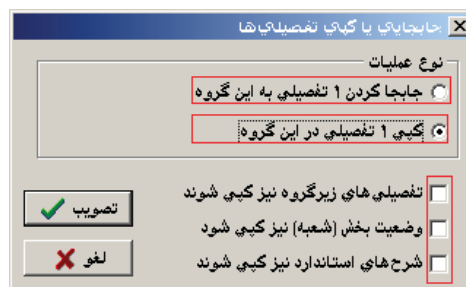 جابجايي يا كپي تفصيلي‌ها
نوع عمليات
جابجا كردن ۱ تفصيلي به اين گروه
كپي ۱ تفصيلي در اين گروه
تفصيلي‌هاي زيرگروه نيز كپي شوند
وضعيت بخش (شعبه) نيز كپي شود
شرح‌هاي استاندارد نيز كپي شوند
تصويب
لغو